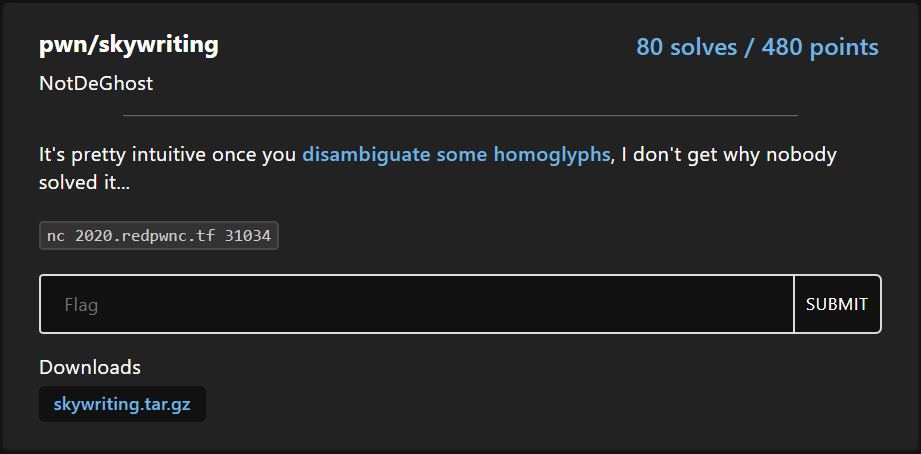 pwn/skywriting
80 solves / 480 points
NotDeGhost
It's pretty intuitive once you disambiguate some homoglyphs, I don't get why nobody
solved it...
nc 2020.redpwnc.tf 31034
Flag
SUBMIT
Downloads
skywriting.tar.gz